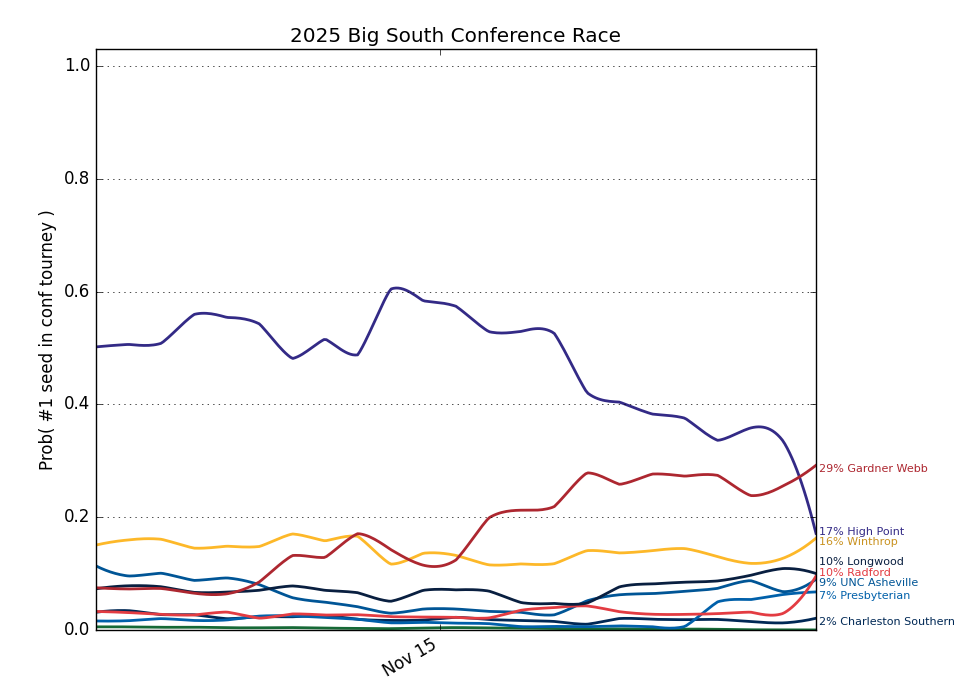 2025 Big South Conference Race
Prob( #1 seed in conf tourney )
1.0
0.8
0.6
0.4
0.2
0.0
Nov 15
29% Gardner Webb
17% High Point
16% Winthrop
10% Longwood
10% Radford
9% UNC Asheville
7% Presbyterian
2% Charleston Southern